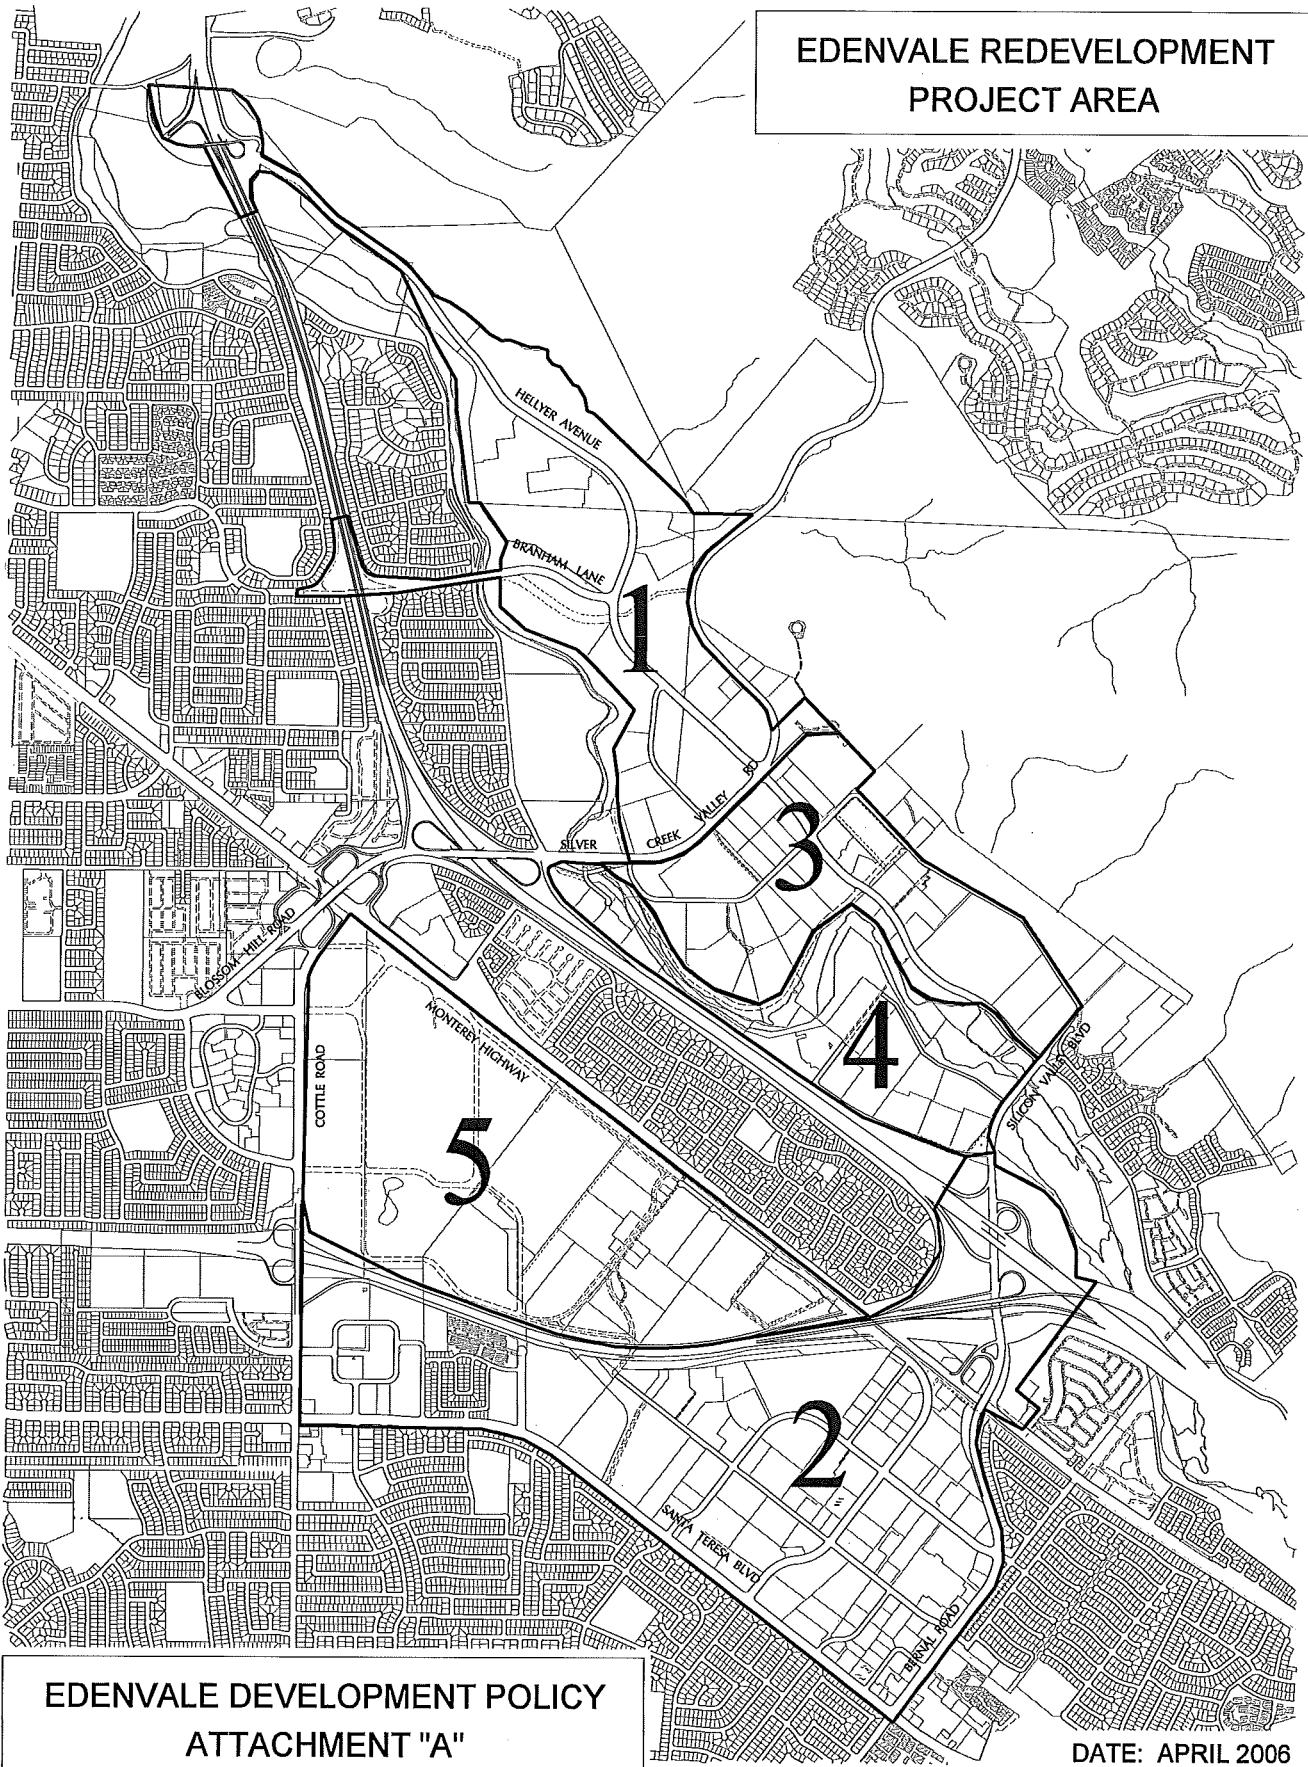 EDENVALE REDEVELOPMENT
PROJECT AREA
HELLYER AVENUE
BRANHAM LANE
1
SILVER CREEK VALLEY RD
3
BLOSSOM HILL ROAD
MONTEREY HIGHWAY
COTTLE ROAD
4
SILICON VALLEY BLVD
5
2
SANTA TERESA BLVD
BERNAL ROAD
EDENVALE DEVELOPMENT POLICY
ATTACHMENT "A"
DATE: APRIL 2006